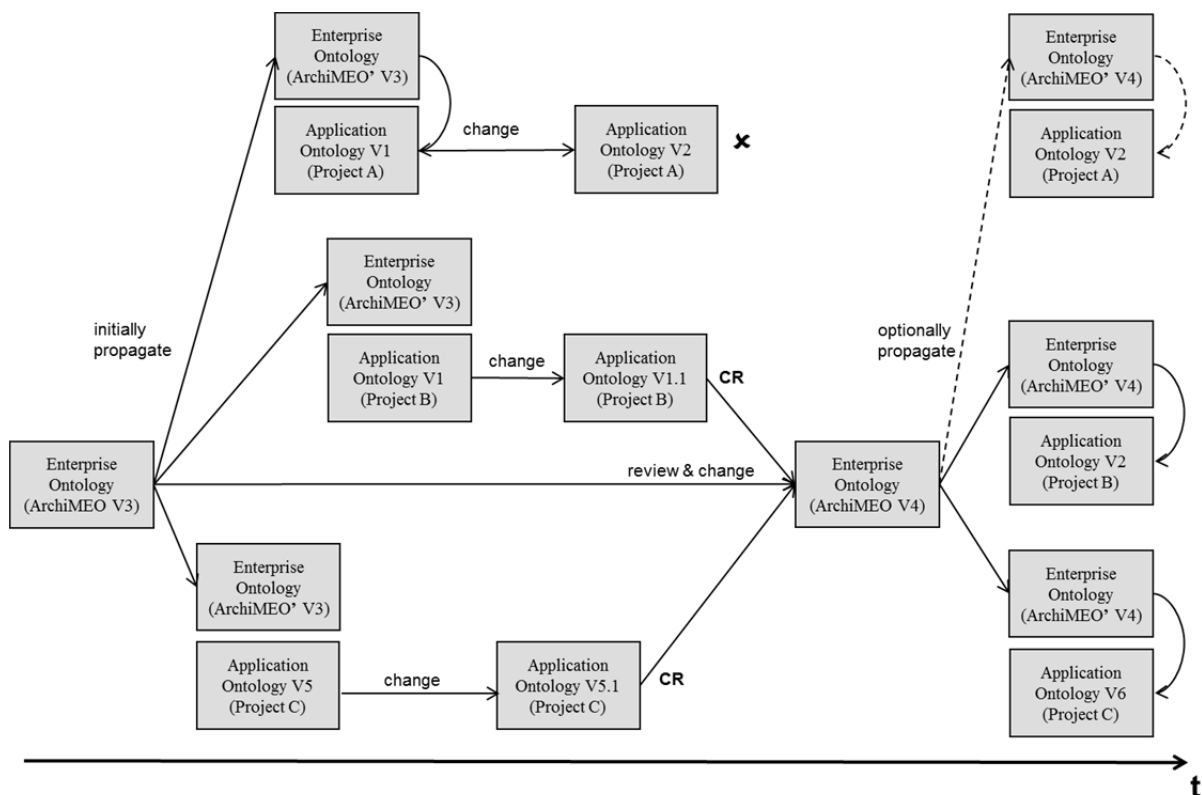 Enterprise
Ontology
(ArchiMEO' V3)
Application
Ontology V1
(Project A)
change
Application
Ontology V2
(Project A)
×
Enterprise
Ontology
(ArchiMEO' V4)
Application
Ontology V2
(Project A)
initially
propagate
Enterprise
Ontology
(ArchiMEO' V3)
Application
Ontology V1
(Project B)
change
Application
Ontology V1.1
(Project B)
CR
optionally
propagate
Enterprise
Ontology
(ArchiMEO' V4)
Application
Ontology V2
(Project B)
Enterprise
Ontology
(ArchiMEO V3)
review & change
Enterprise
Ontology
(ArchiMEO V4)
Enterprise
Ontology
(ArchiMEO' V3)
Application
Ontology V5
(Project C)
change
Application
Ontology V5.1
(Project C)
CR
Enterprise
Ontology
(ArchiMEO' V4)
Application
Ontology V6
(Project C)
t